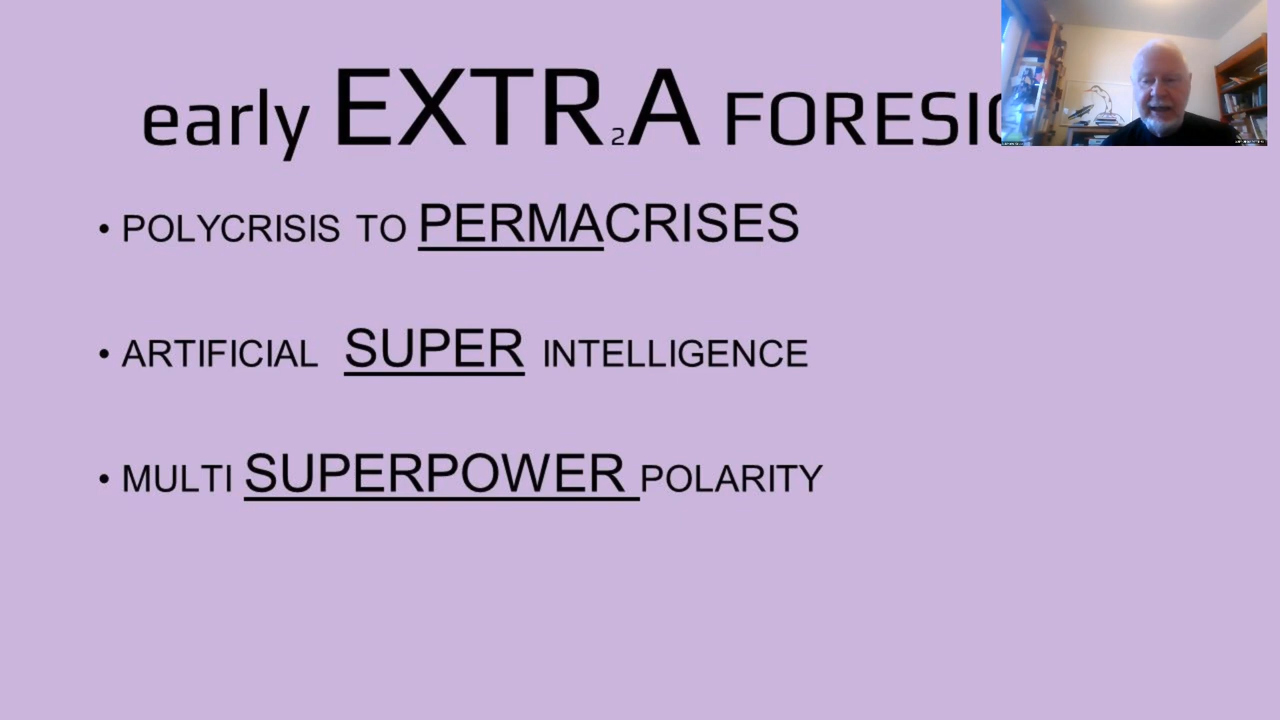 early EXTR₂A FORESIG
• POLYCRISIS TO PERMACRISES
• ARTIFICIAL SUPER INTELLIGENCE
• MULTI SUPERPOWER POLARITY